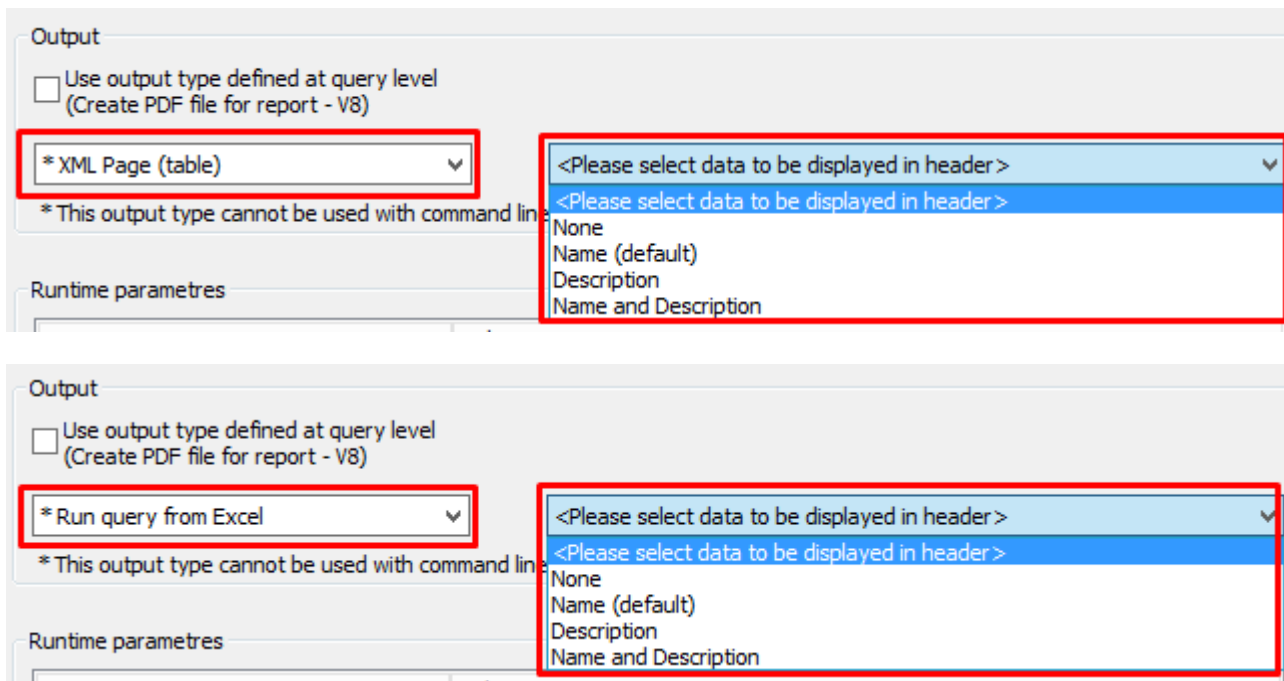 Output
Use output type defined at query level
(Create PDF file for report - V8)
* XML Page (table)
<Please select data to be displayed in header>
<Please select data to be displayed in header>
* This output type cannot be used with command line
None
Name (default)
Description
Name and Description
Runtime parametres
Output
Use output type defined at query level
(Create PDF file for report - V8)
* Run query from Excel
<Please select data to be displayed in header>
<Please select data to be displayed in header>
* This output type cannot be used with command line
None
Name (default)
Description
Name and Description
Runtime parametres